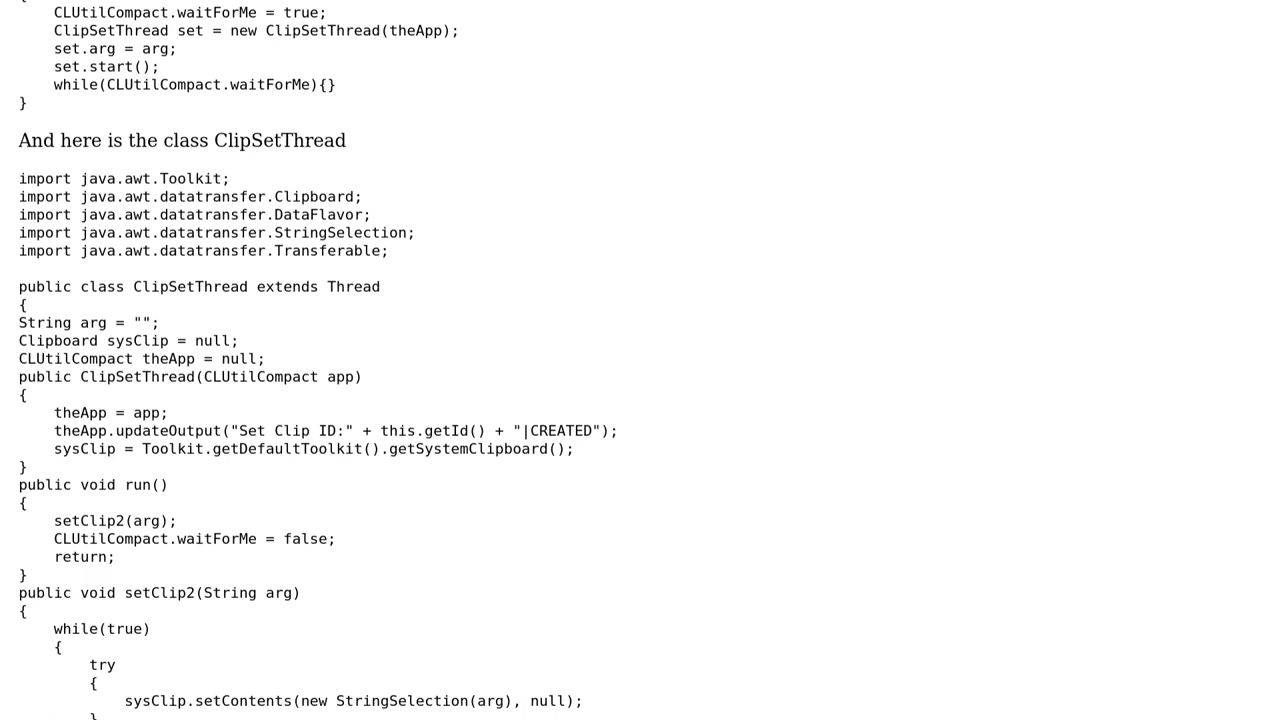 {
    CLUtilCompact.waitForMe = true;
    ClipSetThread set = new ClipSetThread(theApp);
    set.arg = arg;
    set.start();
    while(CLUtilCompact.waitForMe){}
}
And here is the class ClipSetThread
import java.awt.Toolkit;
import java.awt.datatransfer.Clipboard;
import java.awt.datatransfer.DataFlavor;
import java.awt.datatransfer.StringSelection;
import java.awt.datatransfer.Transferable;

public class ClipSetThread extends Thread
{
String arg = "";
Clipboard sysClip = null;
CLUtilCompact theApp = null;
public ClipSetThread(CLUtilCompact app)
{
    theApp = app;
    theApp.updateOutput("Set Clip ID:" + this.getId() + "|CREATED");
    sysClip = Toolkit.getDefaultToolkit().getSystemClipboard();
}
public void run()
{
    setClip2(arg);
    CLUtilCompact.waitForMe = false;
    return;
}
public void setClip2(String arg)
{
    while(true)
    {
        try
        {
            sysClip.setContents(new StringSelection(arg), null);
        }